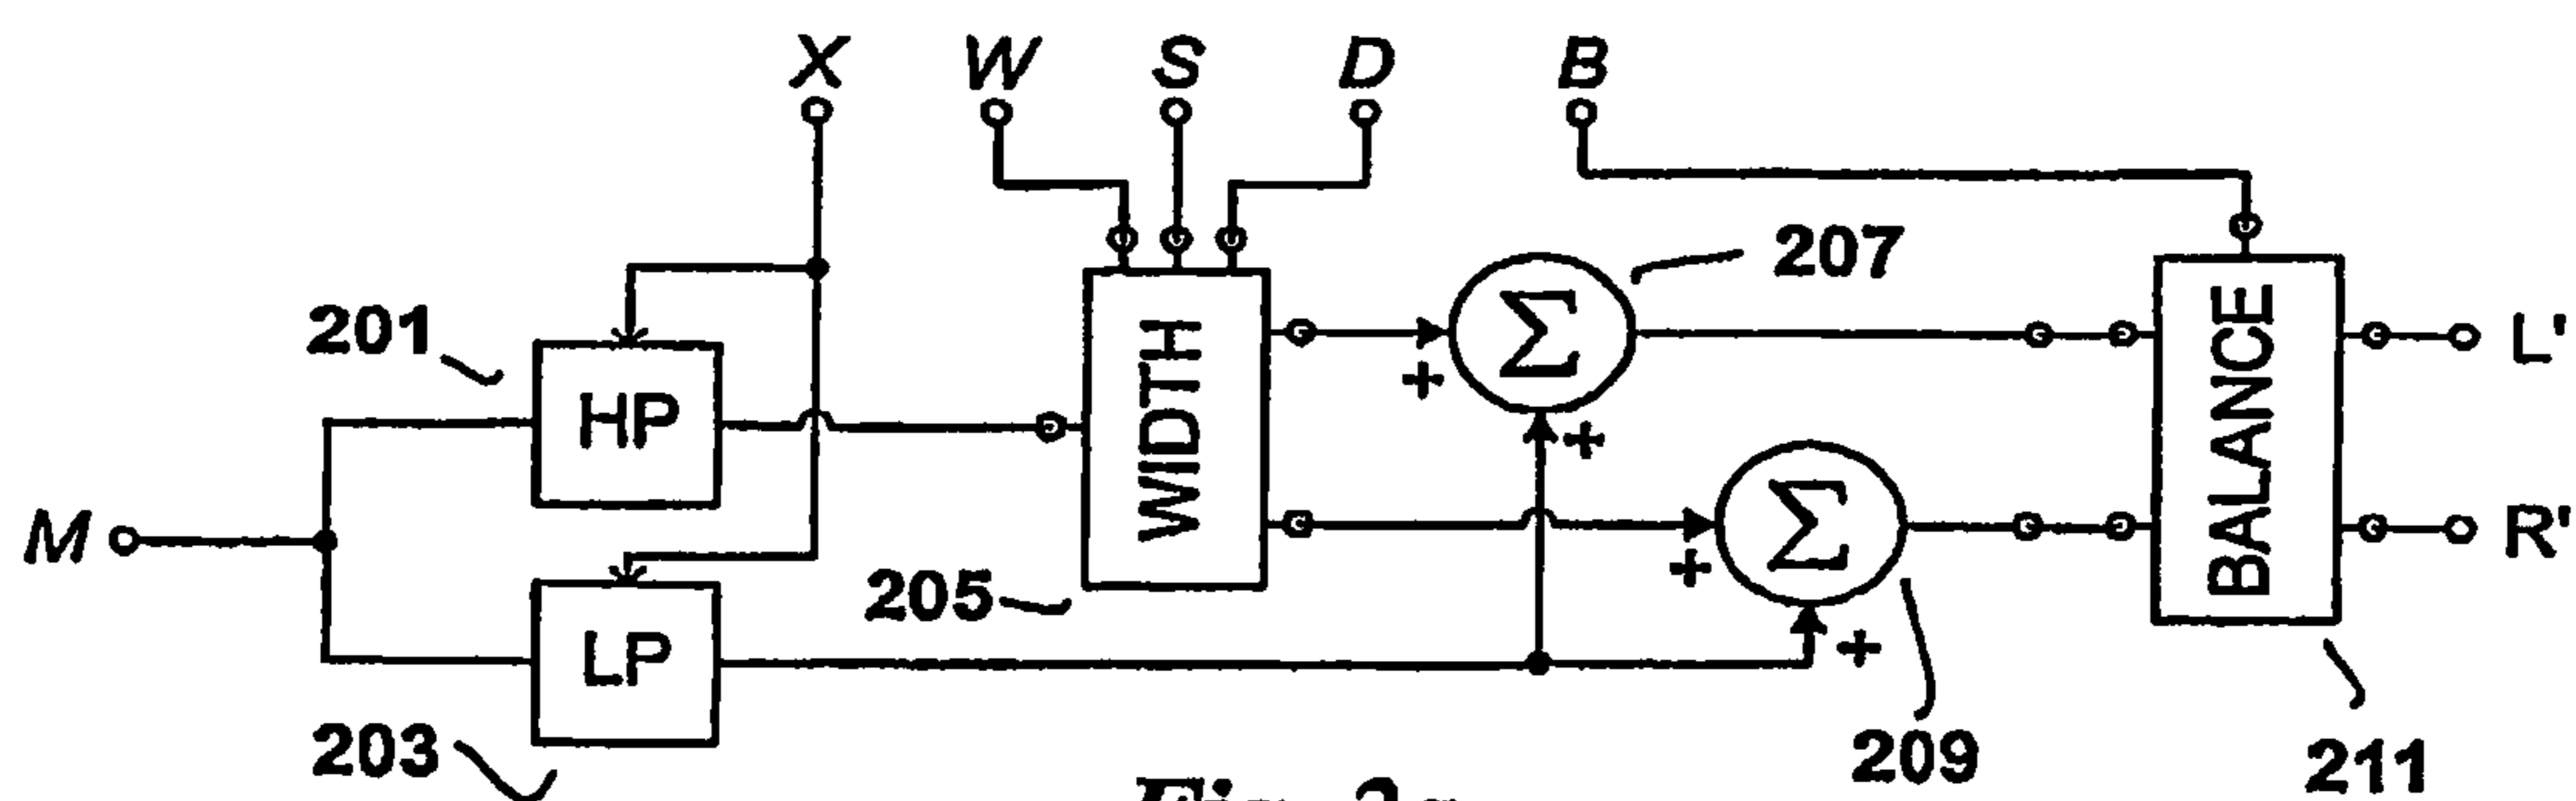 X W S D B
207
201
HP
WIDTH
Σ
+
+
BALANCE
L'
M
Σ
+
R'
205
LP
+
203
209
211